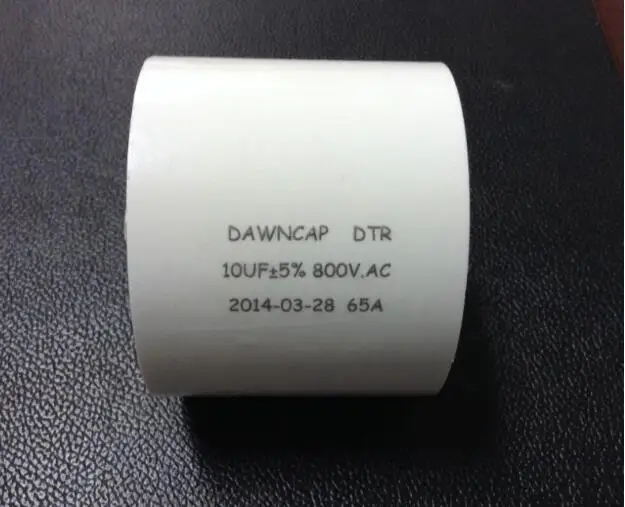 DAWNCAP DTR
10UF±5% 800V.AC
2014-03-28 65A